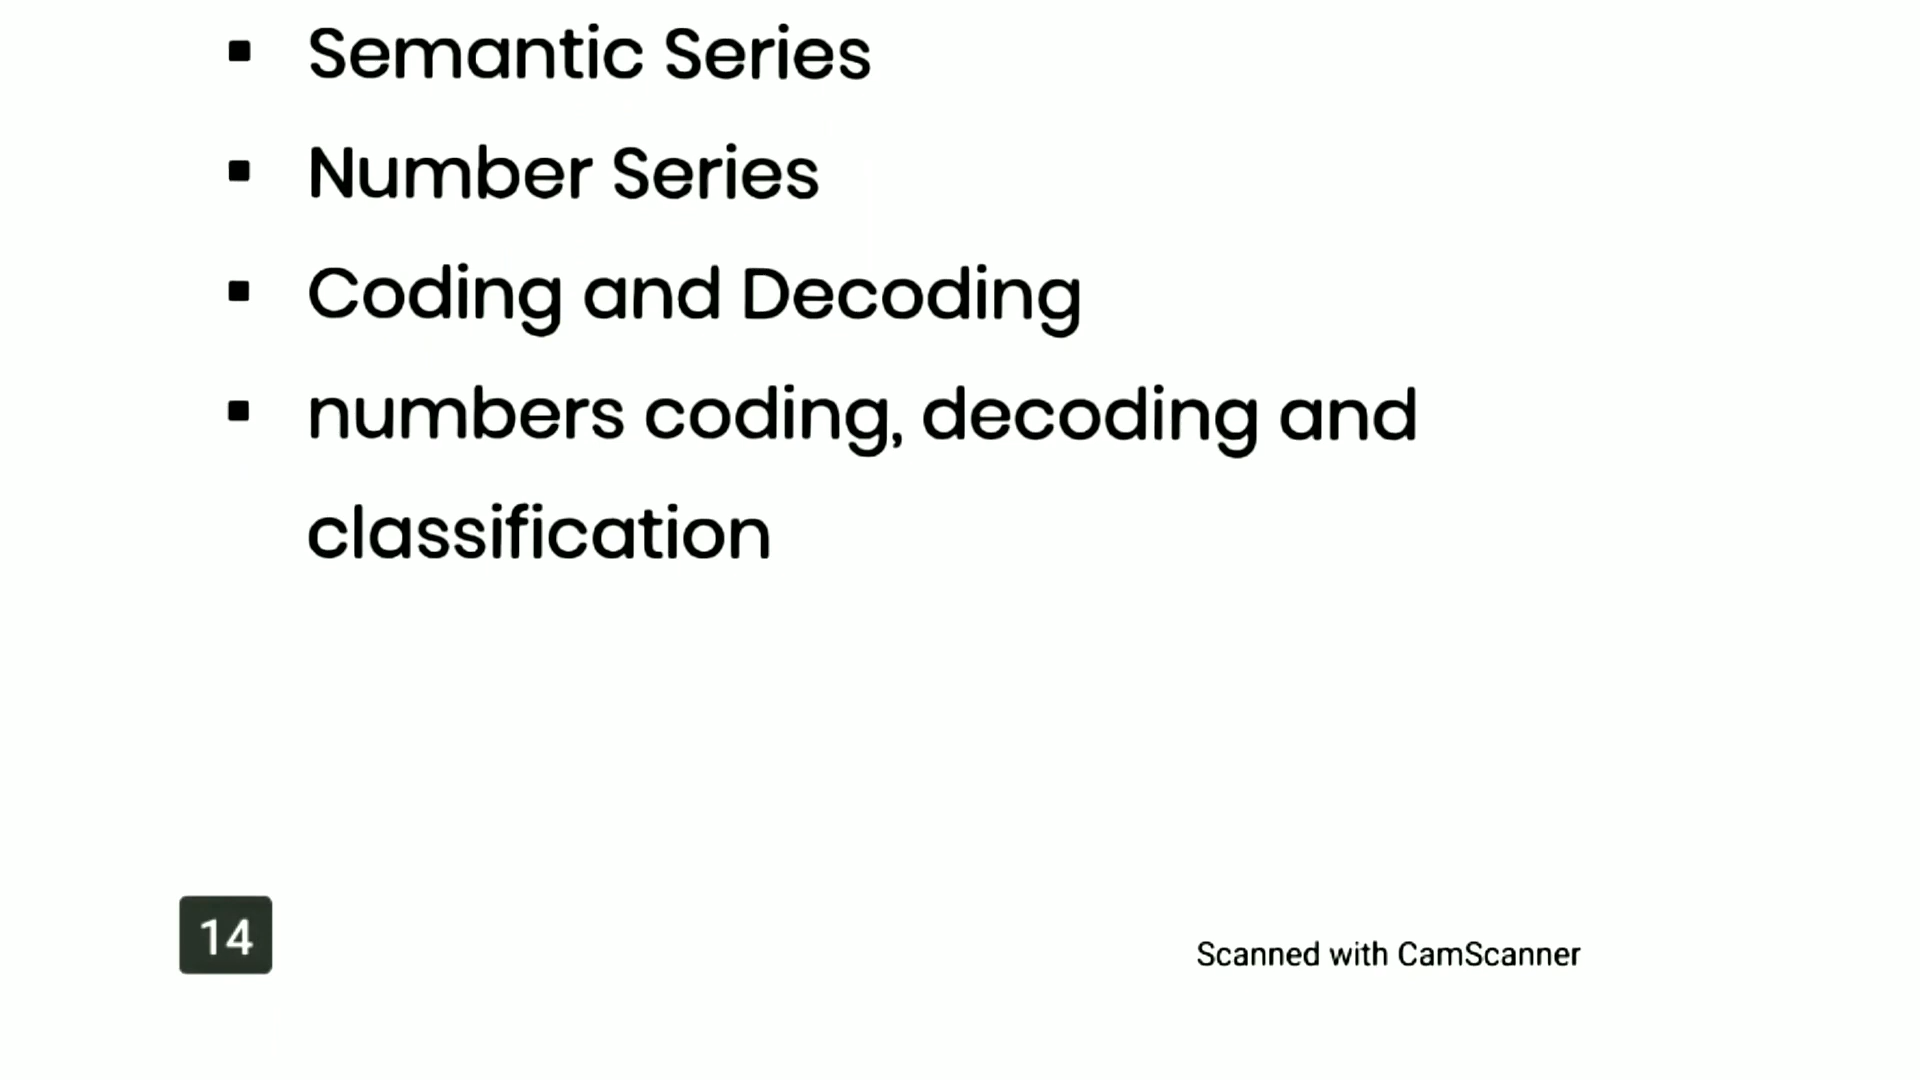 ▪ Semantic Series
▪ Number Series
▪ Coding and Decoding
▪ numbers coding, decoding and
classification
14
Scanned with CamScanner